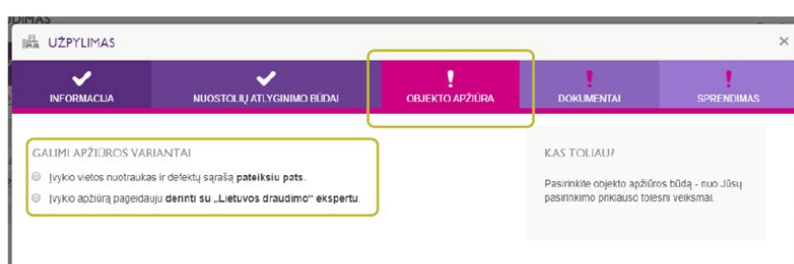 UŽPYLIMAS
INFORMACIJA
NUOSTOLIŲ ATLYGINIMO BŪDAI
OBJEKTO APŽIŪRA
DOKUMENTAI
SPRENDIMAS
GALIMI APŽIŪROS VARIANTAI
Įvykio vietos nuotraukas ir defektų sąrašą pateiksiu pats.
Įvykio apžiūrą pageidauju derinti su „Lietuvos draudimo" ekspertu.
KAS TOLIAU?
Pasirinkite objekto apžiūros būdą - nuo Jūsų
pasirinkimo priklauso tolesni veiksmai.